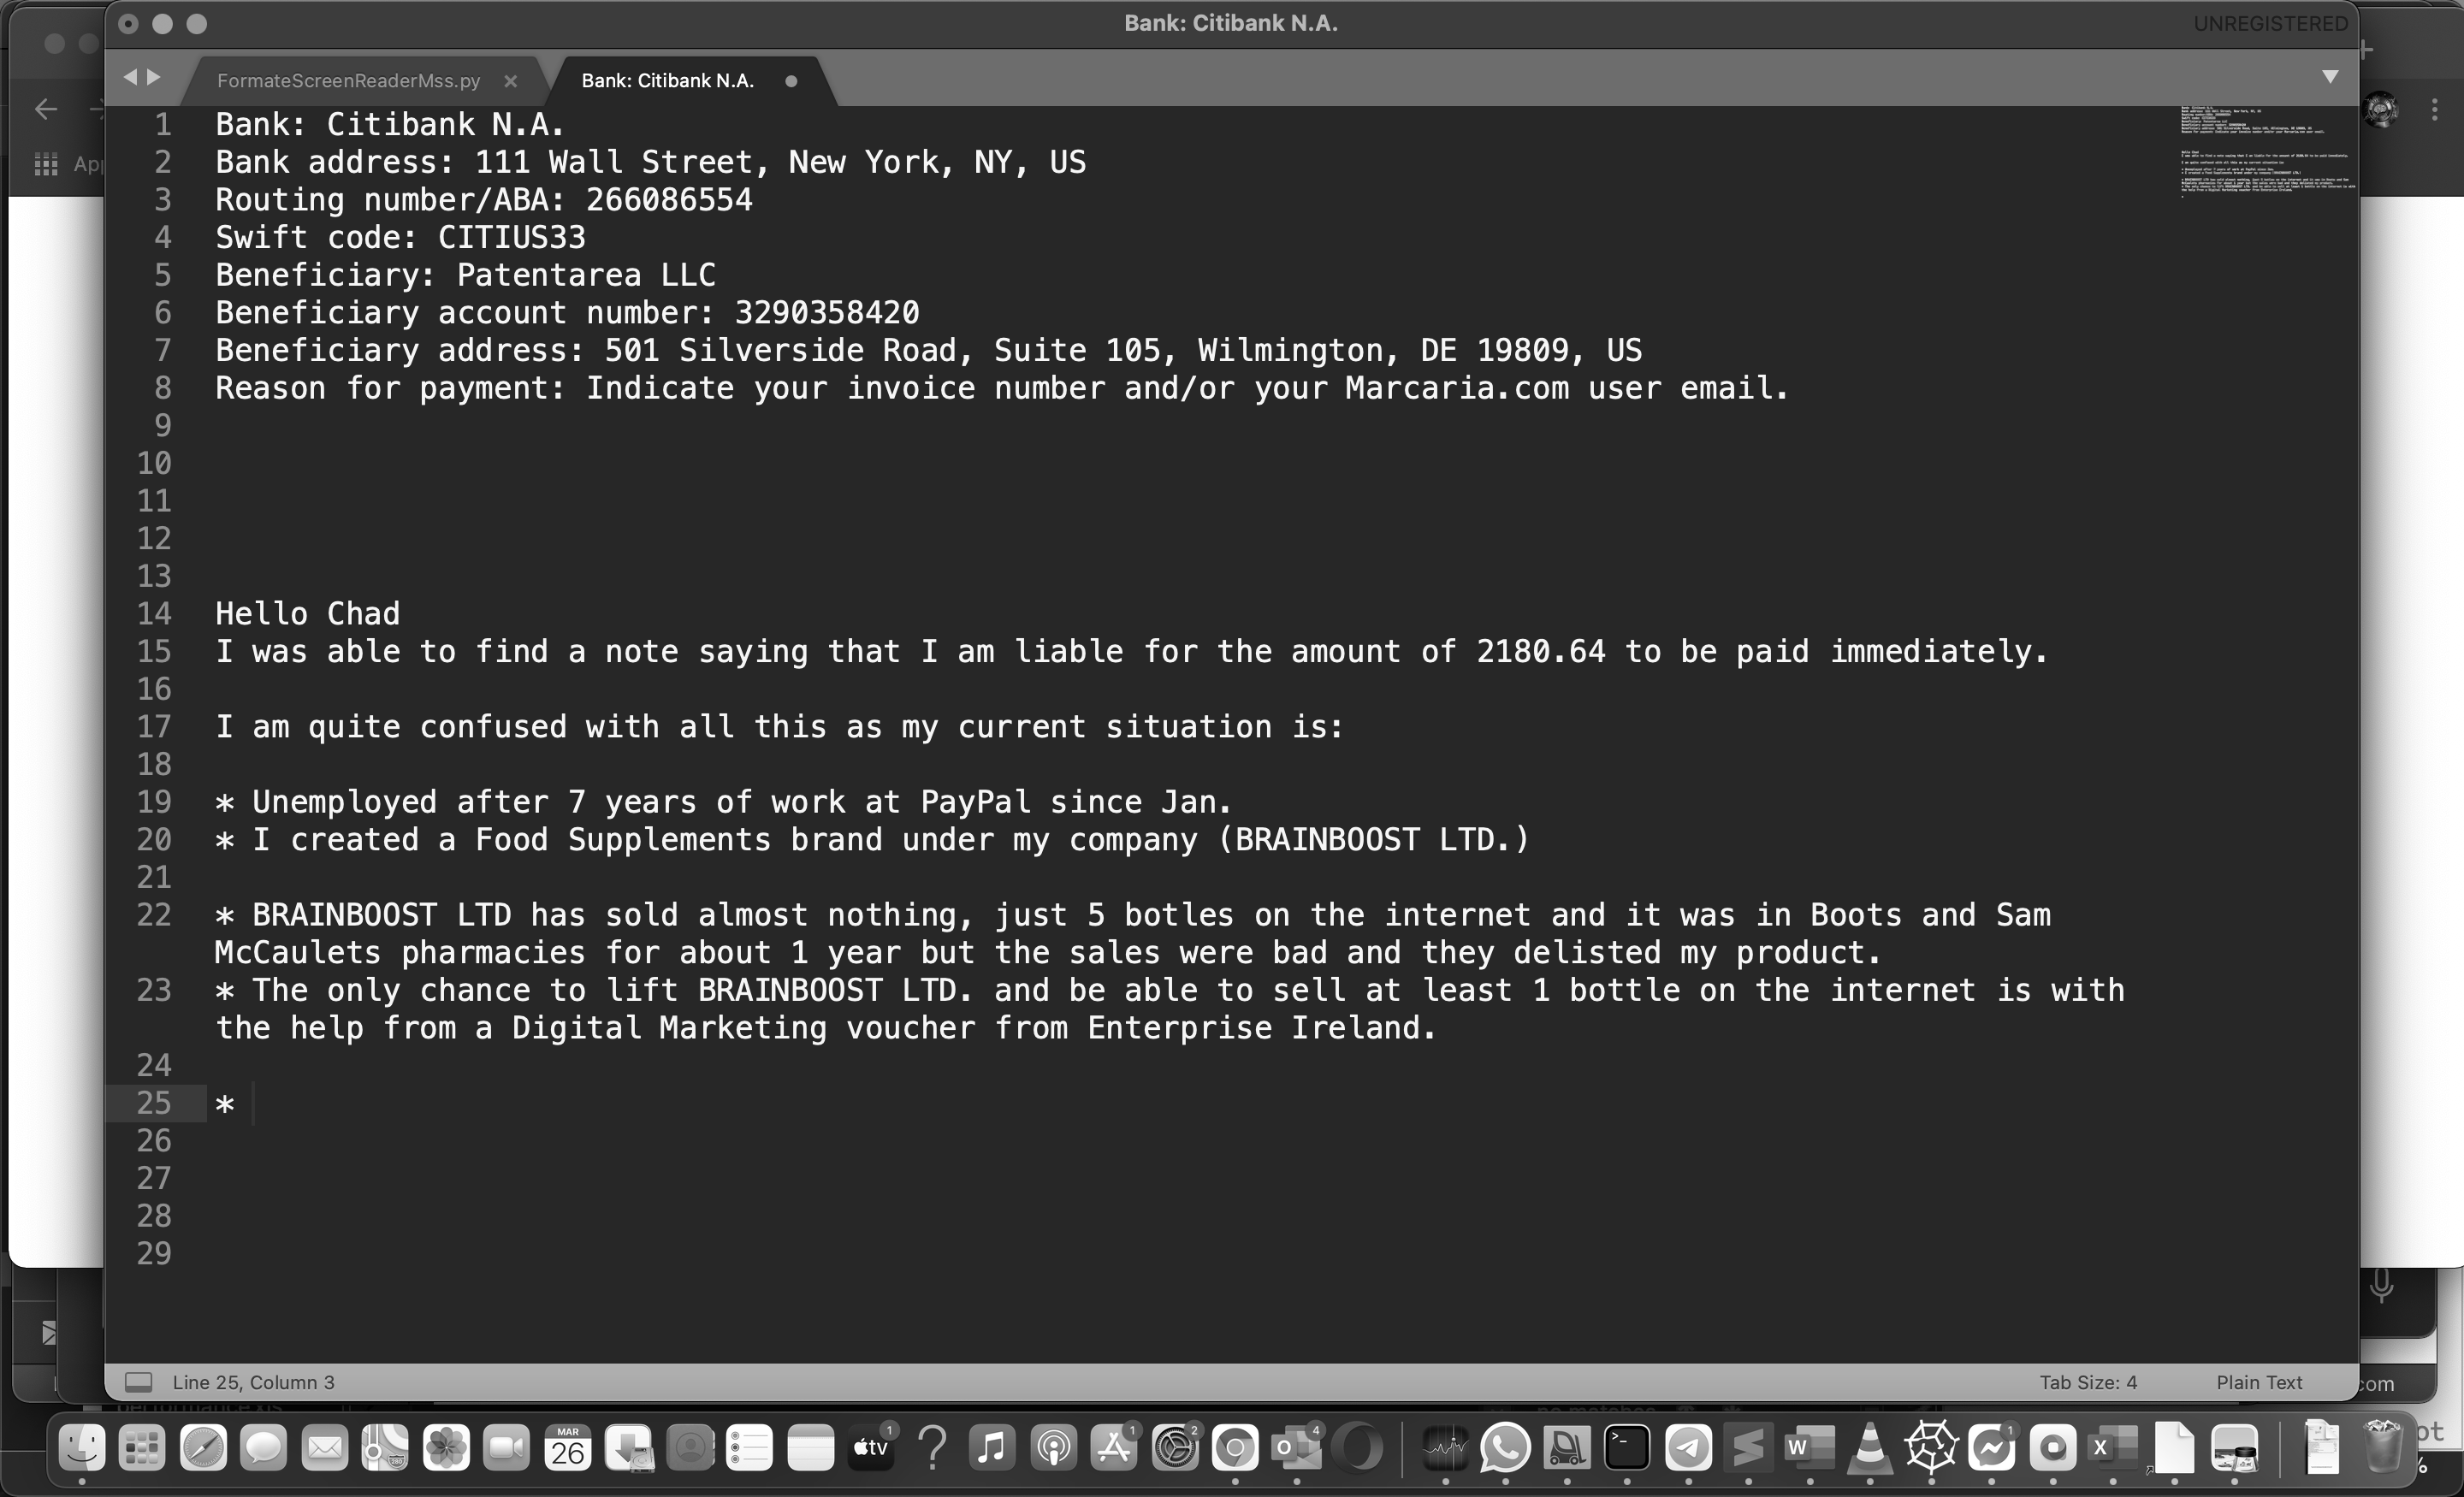 Bank: Citibank N.A.
UNREGISTERED
FormateScreenReaderMss.py
Bank: Citibank N.A.
App
1 Bank: Citibank N.A.
2 Bank address: 111 Wall Street, New York, NY, US
3 Routing number/ABA: 266086554
4 Swift code: CITIUS33
5 Beneficiary: Patentarea LLC
6 Beneficiary account number: 3290358420
7 Beneficiary address: 501 Silverside Road, Suite 105, Wilmington, DE 19809, US
8 Reason for payment: Indicate your invoice number and/or your Marcaria.com user email.
9
10
11
12
13
14 Hello Chad
15 I was able to find a note saying that I am liable for the amount of 2180.64 to be paid immediately.
16
17 I am quite confused with all this as my current situation is:
18
19 * Unemployed after 7 years of work at PayPal since Jan.
20 * I created a Food Supplements brand under my company (BRAINBOOST LTD.)
21
22 * BRAINBOOST LTD has sold almost nothing, just 5 botles on the internet and it was in Boots and Sam
McCaulets pharmacies for about 1 year but the sales were bad and they delisted my product.
23 * The only chance to lift BRAINBOOST LTD. and be able to sell at least 1 bottle on the internet is with
the help from a Digital Marketing voucher from Enterprise Ireland.
24
25 *
26
27
28
29
Line 25, Column 3
Tab Size: 4
Plain Text
com
MAR
26
tv
1
1
2
4
1